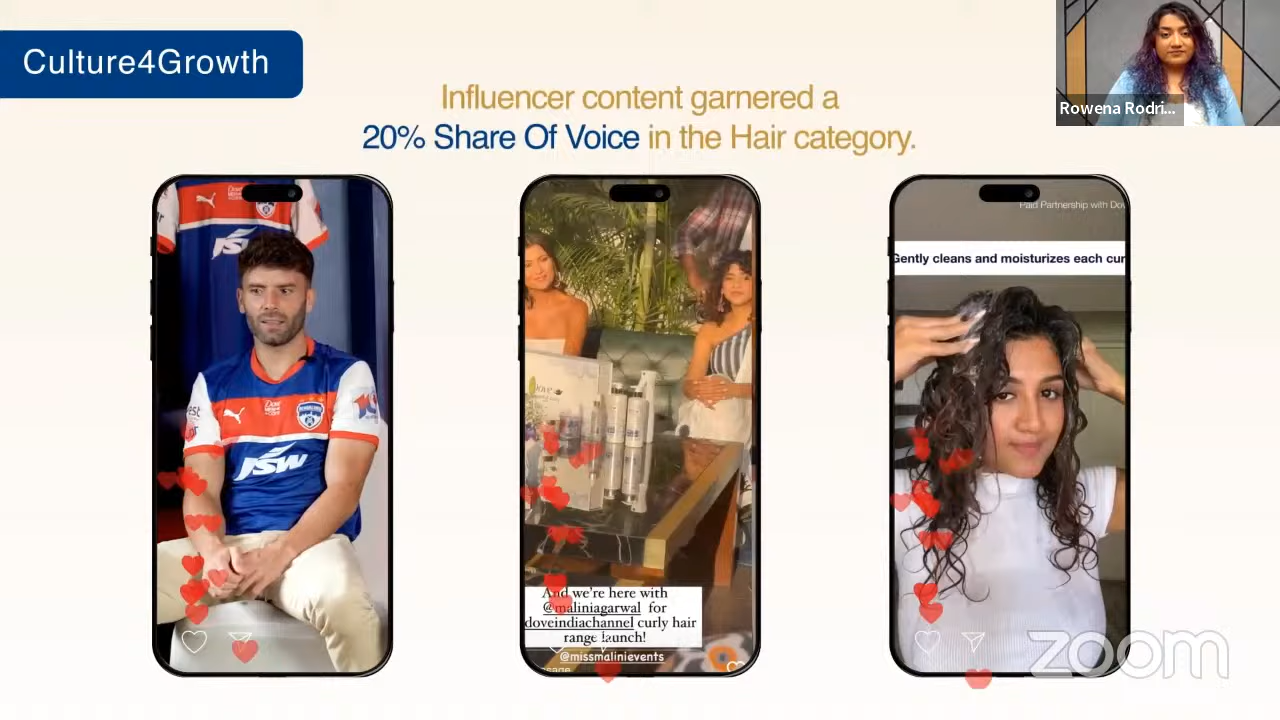 Culture4Growth
Influencer content garnered a
20% Share Of Voice in the Hair category.
Rowena Rodri...
JSW
JSW
Dove
Paid Partnership with Dov
Gently cleans and moisturizes each cur
And we're here with
@maliniagarwal for
doveindiachannel curly hair
range launch!
@missmalinievents
zoom